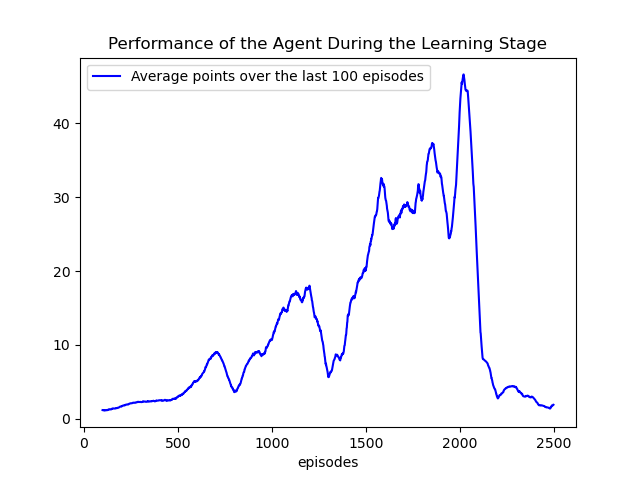 Performance of the Agent During the Learning Stage
Average points over the last 100 episodes
40
30
20
10
0
0 500 1000 1500 2000 2500
episodes